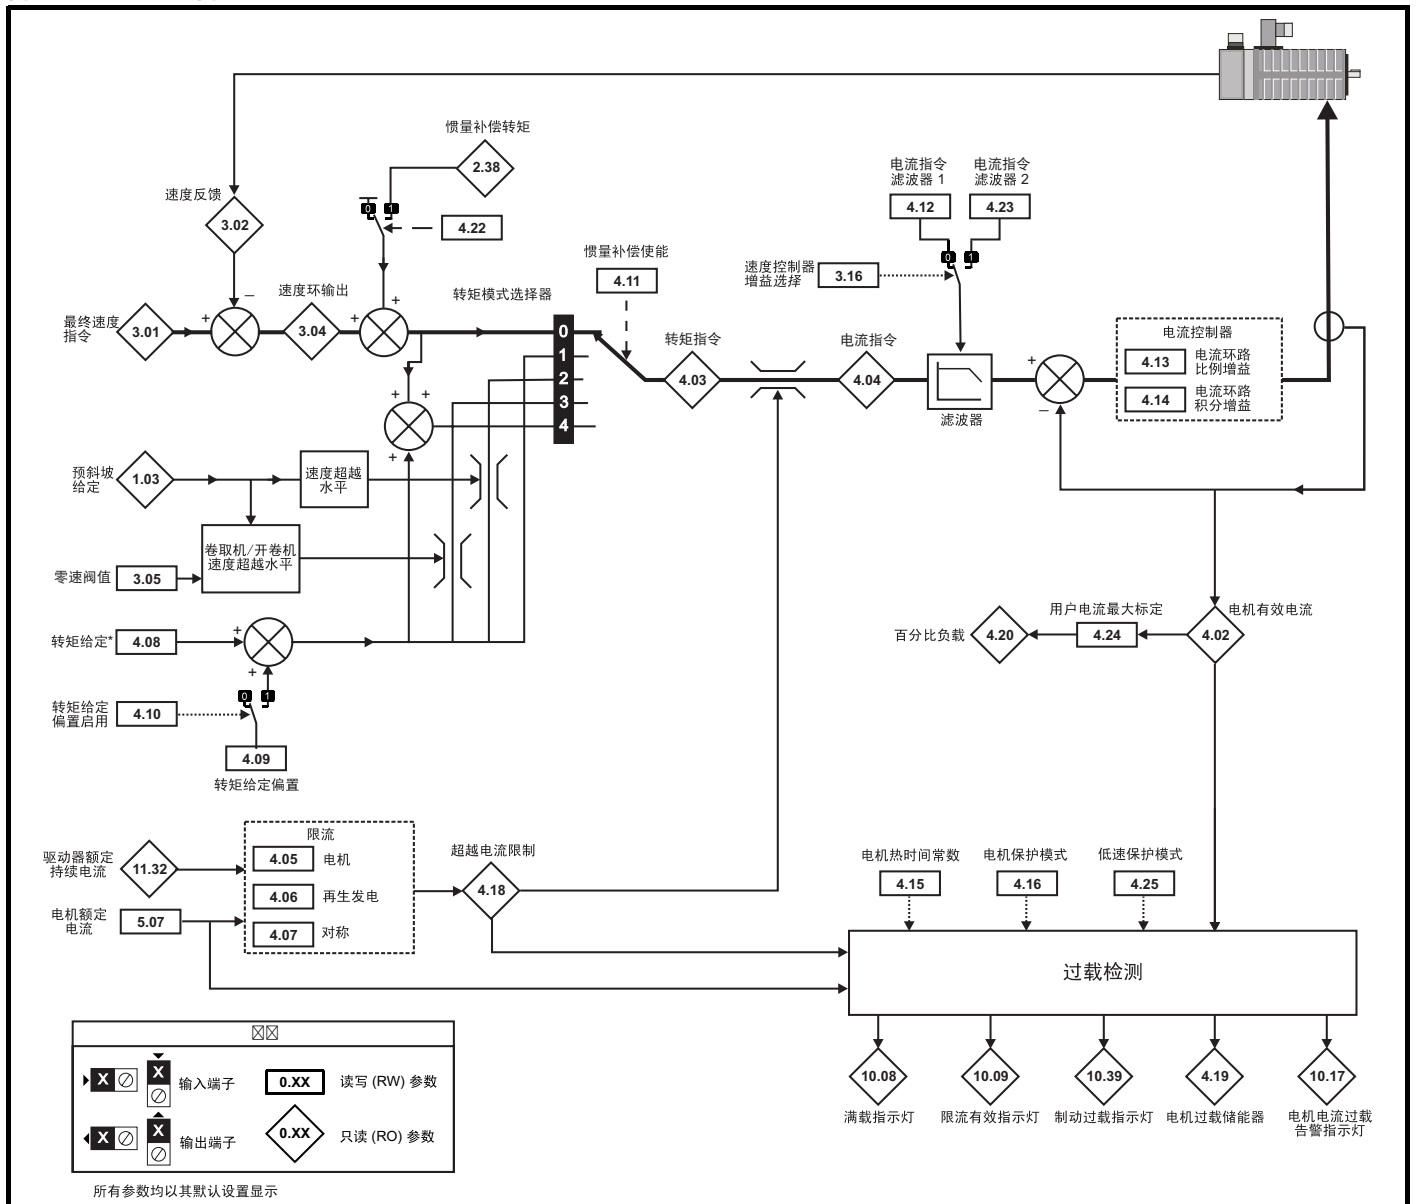 惯量补偿转矩
2.38
速度反馈
3.02
0
1
4.22
电流指令
滤波器 1
电流指令
滤波器 2
4.12
4.23
惯量补偿使能
4.11
0
1
速度控制器
增益选择
3.16
最终速度
指令
3.01
+
−
速度环输出
3.04
+
+
转矩模式选择器
0
1
2
3
4
转矩指令
4.03
电流指令
4.04
滤波器
+
−
电流控制器
4.13
电流环路
比例增益
4.14
电流环路
积分增益
+
+
+
预斜坡
给定
1.03
速度超越
水平
卷取机/开卷机
速度超越水平
零速阀值
3.05
转矩给定*
4.08
+
+
0
1
转矩给定
偏置启用
4.10
4.09
转矩给定偏置
百分比负载
4.20
用户电流最大标定
4.24
电机有效电流
4.02
驱动器额定
持续电流
11.32
电机额定
电流
5.07
限流
4.05
电机
4.06
再生发电
4.07
对称
超越电流限制
4.18
电机热时间常数
4.15
电机保护模式
4.16
低速保护模式
4.25
过载检测
10.08
满载指示灯
10.09
限流有效指示灯
10.39
制动过载指示灯
4.19
电机过载储能器
10.17
电机电流过载
告警指示灯
X
X
输入端子
0.XX
读写 (RW) 参数
X
X
输出端子
0.XX
只读 (RO) 参数
所有参数均以其默认设置显示